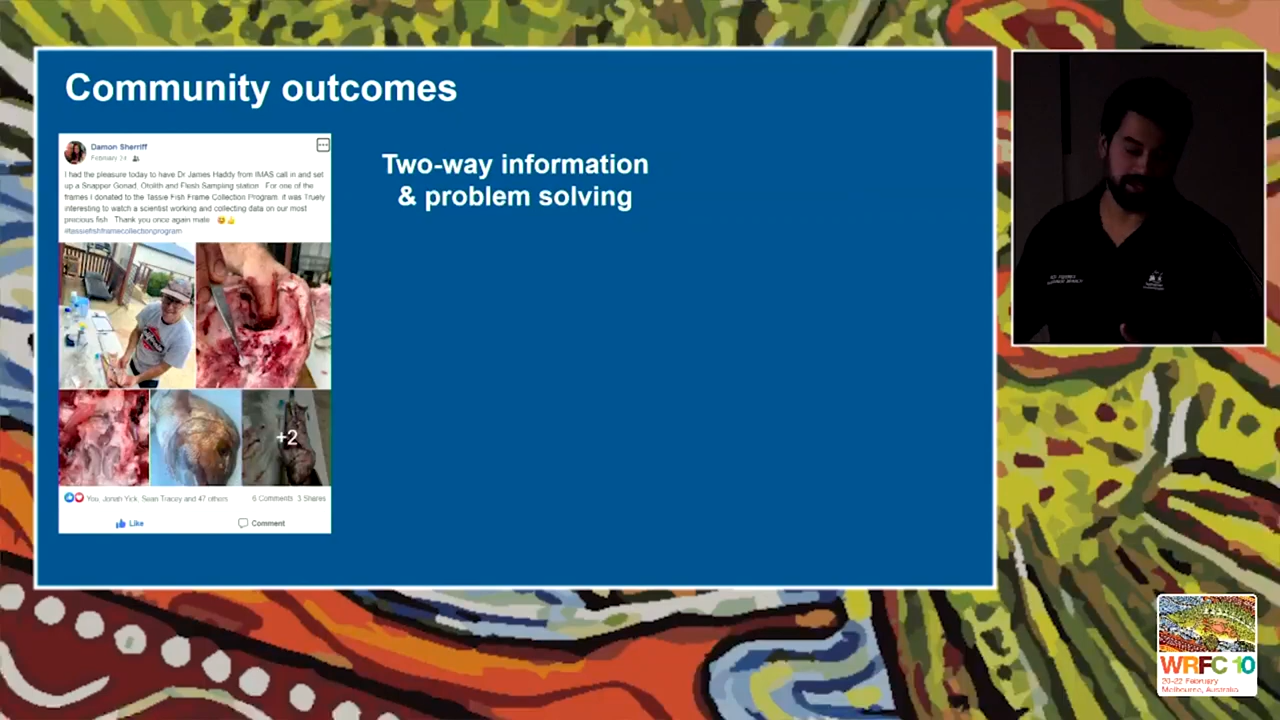 Community outcomes
Damon Sherriff
February 24
I had the pleasure today to have Dr James Haddy from IMAS call in and set
up a Snapper Gonad, Otolith and Flesh Sampling station . For one of the
frames I donated to the Tassie Fish Frame Collection Program it was Truely
interesting to watch a scientist working and collecting data on our most
precious fish . Thank you once again mate
#tassiefishframecollectionprogram
+2
You, Jonah Yick, Sean Tracey and 47 others
6 Comments 3 Shares
Like
Comment
Two-way information
& problem solving
WRFC 10
20-22 February
Melbourne, Australia